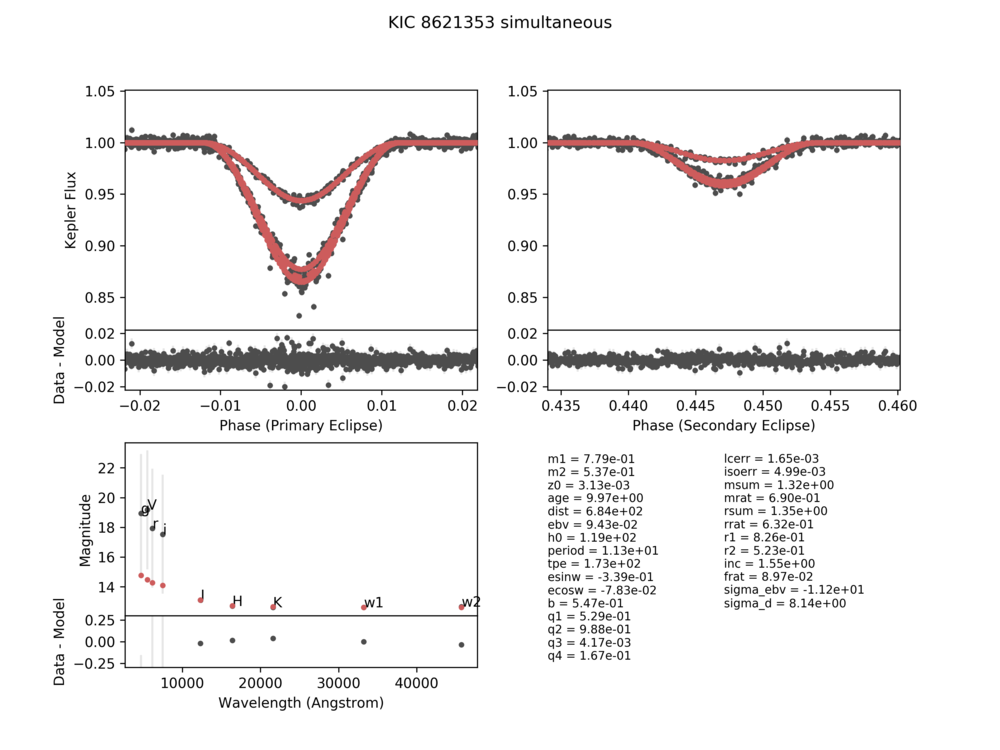 KIC 8621353 simultaneous
1.05
1.00
0.95
0.90
0.85
Kepler Flux
0.02
0.00
−0.02
Data - Model
−0.02 −0.01 0.00 0.01 0.02
Phase (Primary Eclipse)
1.05
1.00
0.95
0.90
0.85
0.02
0.00
−0.02
0.435 0.440 0.445 0.450 0.455 0.460
Phase (Secondary Eclipse)
22
20
18
16
14
Magnitude
g V
r i
J H K w1 w2
0.25
0.00
−0.25
Data - Model
10000 20000 30000 40000
Wavelength (Angstrom)
m1 = 7.79e-01
m2 = 5.37e-01
z0 = 3.13e-03
age = 9.97e+00
dist = 6.84e+02
ebv = 9.43e-02
h0 = 1.19e+02
period = 1.13e+01
tpe = 1.73e+02
esinw = -3.39e-01
ecosw = -7.83e-02
b = 5.47e-01
q1 = 5.29e-01
q2 = 9.88e-01
q3 = 4.17e-03
q4 = 1.67e-01
lcerr = 1.65e-03
isoerr = 4.99e-03
msum = 1.32e+00
mrat = 6.90e-01
rsum = 1.35e+00
rrat = 6.32e-01
r1 = 8.26e-01
r2 = 5.23e-01
inc = 1.55e+00
frat = 8.97e-02
sigma_ebv = -1.12e+01
sigma_d = 8.14e+00